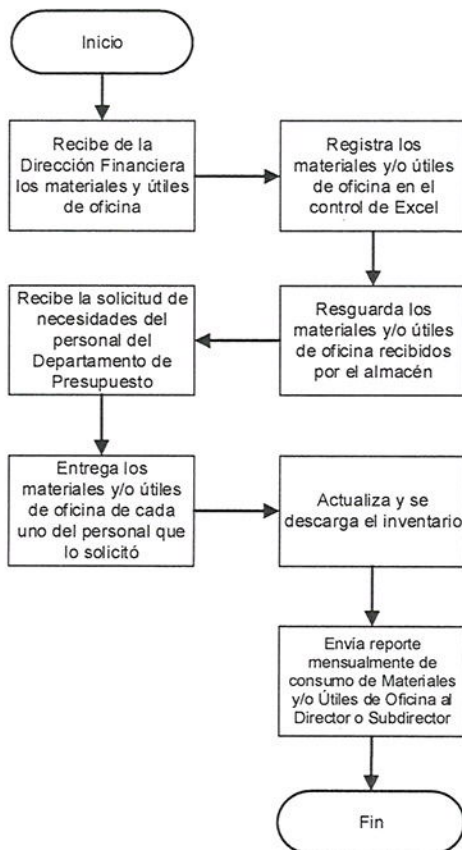 Inicio
Recibe de la
Dirección Financiera
los materiales y útiles
de oficina
Registra los
materiales y/o útiles
de oficina en el
control de Excel
Resguarda los
materiales y/o útiles
de oficina recibidos
por el almacén
Recibe la solicitud de
necesidades del
personal del
Departamento de
Presupuesto
Entrega los
materiales y/o útiles
de oficina de cada
uno del personal que
lo solicitó
Actualiza y se
descarga el inventario
Envía reporte
mensualmente de
consumo de Materiales
y/o Útiles de Oficina al
Director o Subdirector
Fin